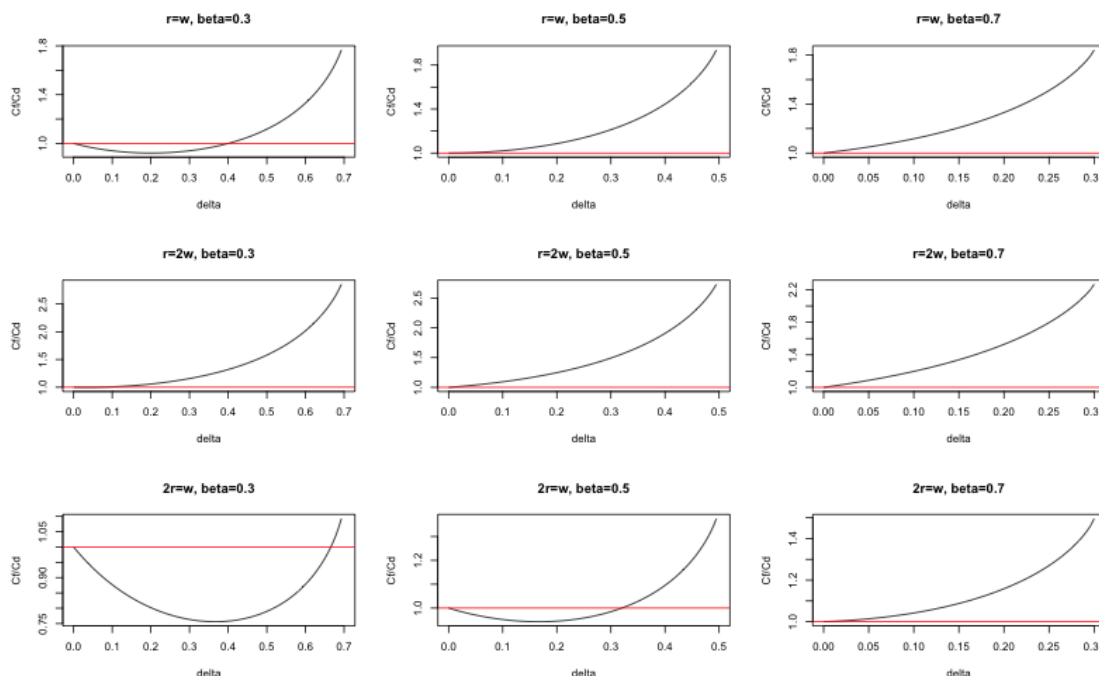 r=w, beta=0.3
1.0 1.4 1.8
Cf/Cd
0.0 0.1 0.2 0.3 0.4 0.5 0.6 0.7
delta
r=w, beta=0.5
1.0 1.4 1.8
Cf/Cd
0.0 0.1 0.2 0.3 0.4 0.5
delta
r=w, beta=0.7
1.0 1.4 1.8
Cf/Cd
0.00 0.05 0.10 0.15 0.20 0.25 0.30
delta
r=2w, beta=0.3
1.0 1.5 2.0 2.5
Cf/Cd
0.0 0.1 0.2 0.3 0.4 0.5 0.6 0.7
delta
r=2w, beta=0.5
1.0 1.5 2.0 2.5
Cf/Cd
0.0 0.1 0.2 0.3 0.4 0.5
delta
r=2w, beta=0.7
1.0 1.4 1.8 2.2
Cf/Cd
0.00 0.05 0.10 0.15 0.20 0.25 0.30
delta
2r=w, beta=0.3
0.75 0.90 1.05
Cf/Cd
0.0 0.1 0.2 0.3 0.4 0.5 0.6 0.7
delta
2r=w, beta=0.5
1.0 1.2
Cf/Cd
0.0 0.1 0.2 0.3 0.4 0.5
delta
2r=w, beta=0.7
1.0 1.2 1.4
Cf/Cd
0.00 0.05 0.10 0.15 0.20 0.25 0.30
delta